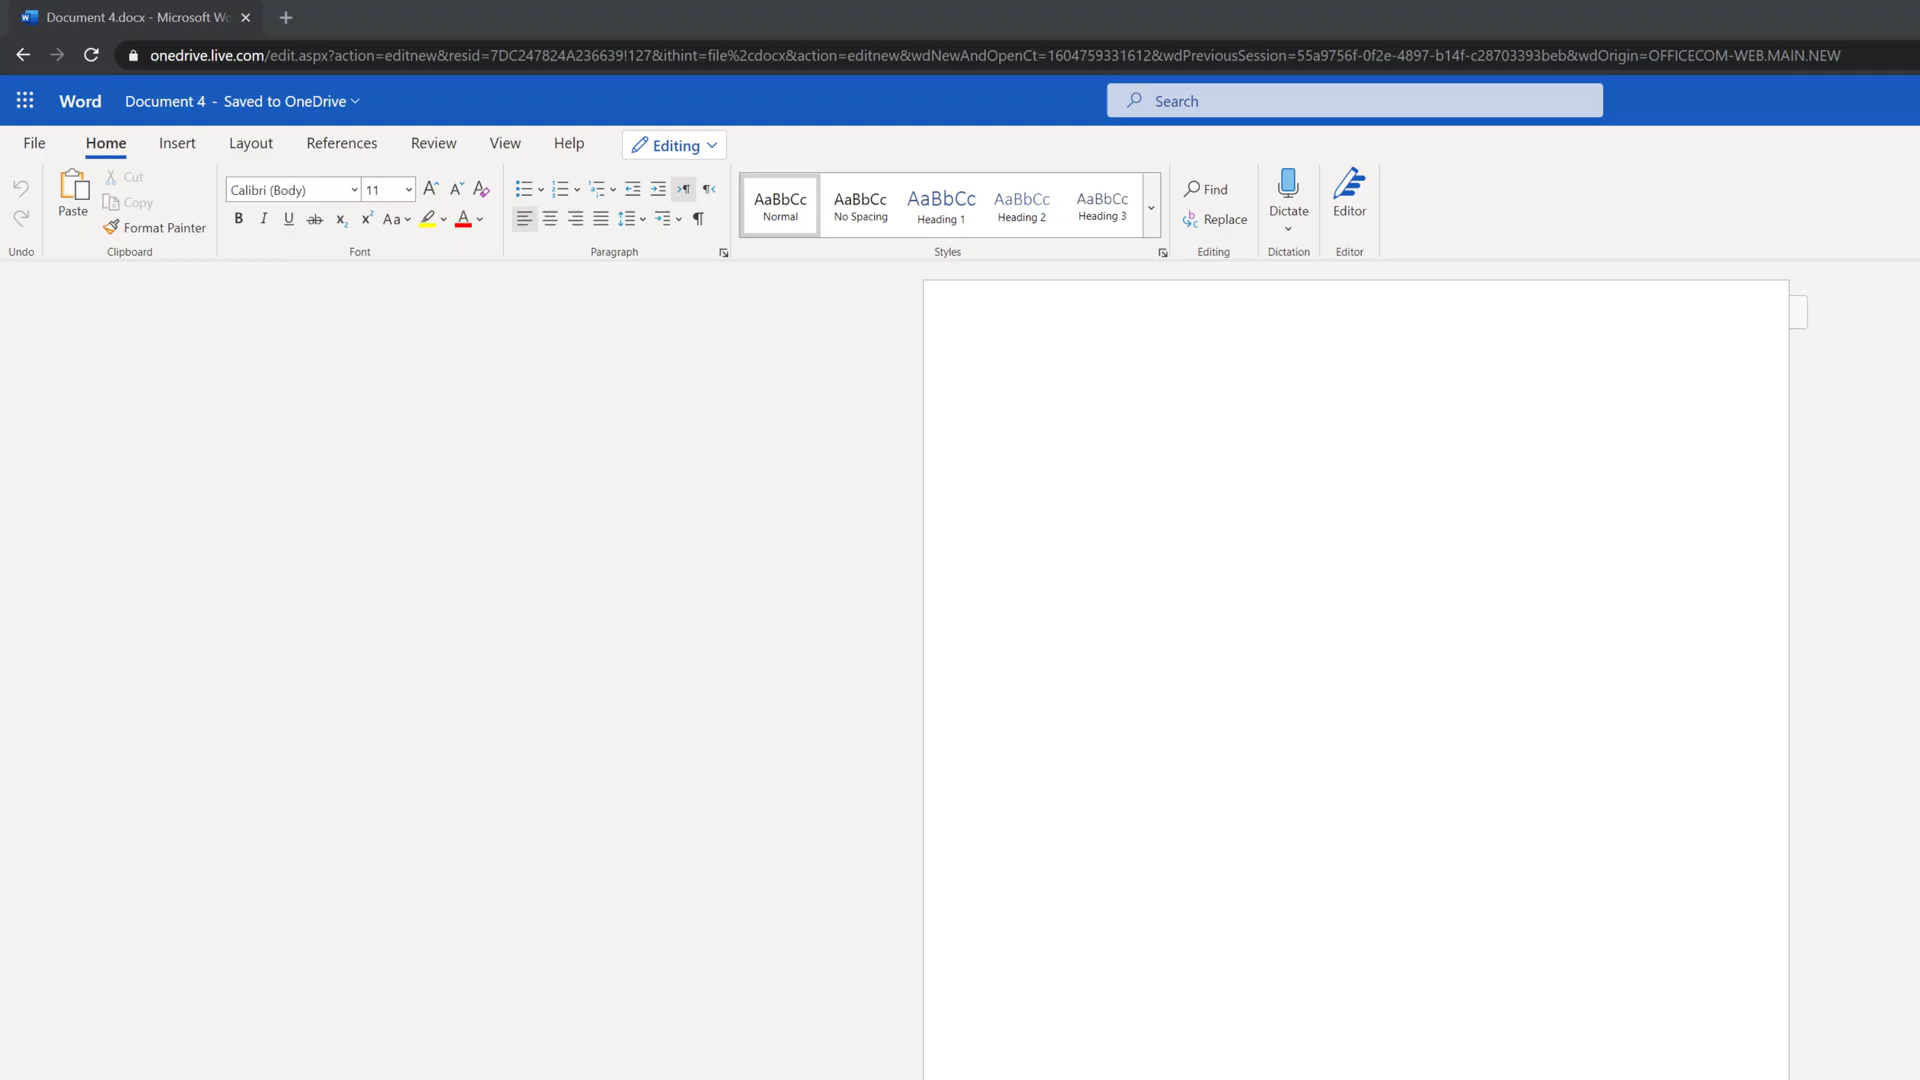 Document 4.docx - Microsoft Wo
onedrive.live.com/edit.aspx?action=editnew&resid=7DC247824A236639!127&ithint=file%2cdocx&action=editnew&wdNewAndOpenCt=1604759331612&wdPreviousSession=55a9756f-0f2e-4897-b14f-c28703393beb&wdOrigin=OFFICECOM-WEB.MAIN.NEW
Word Document 4 - Saved to OneDrive Search
File Home Insert Layout References Review View Help Editing
Cut
Copy
Format Painter
Paste
Calibri (Body) 11
B I U ab x₂ x² Aa A
AaBbCc AaBbCc AaBbCc AaBbCc AaBbCc
Normal No Spacing Heading 1 Heading 2 Heading 3
Find
Replace
Dictate Editor
Undo Clipboard Font Paragraph Styles Editing Dictation Editor